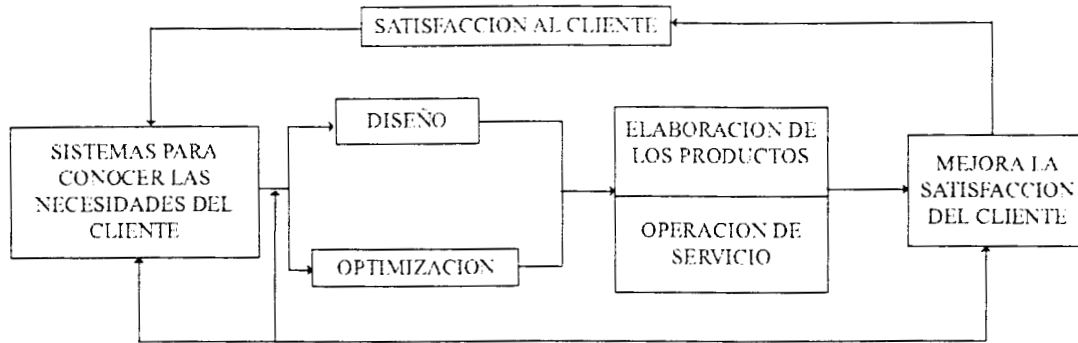 SATISFACCION AL CLIENTE
SISTEMAS PARA
CONOCER LAS
NECESIDADES DEL
CLIENTE
DISEÑO
OPTIMIZACION
ELABORACION DE
LOS PRODUCTOS
OPERACION DE
SERVICIO
MEJORA LA
SATISFACCION
DEL CLIENTE